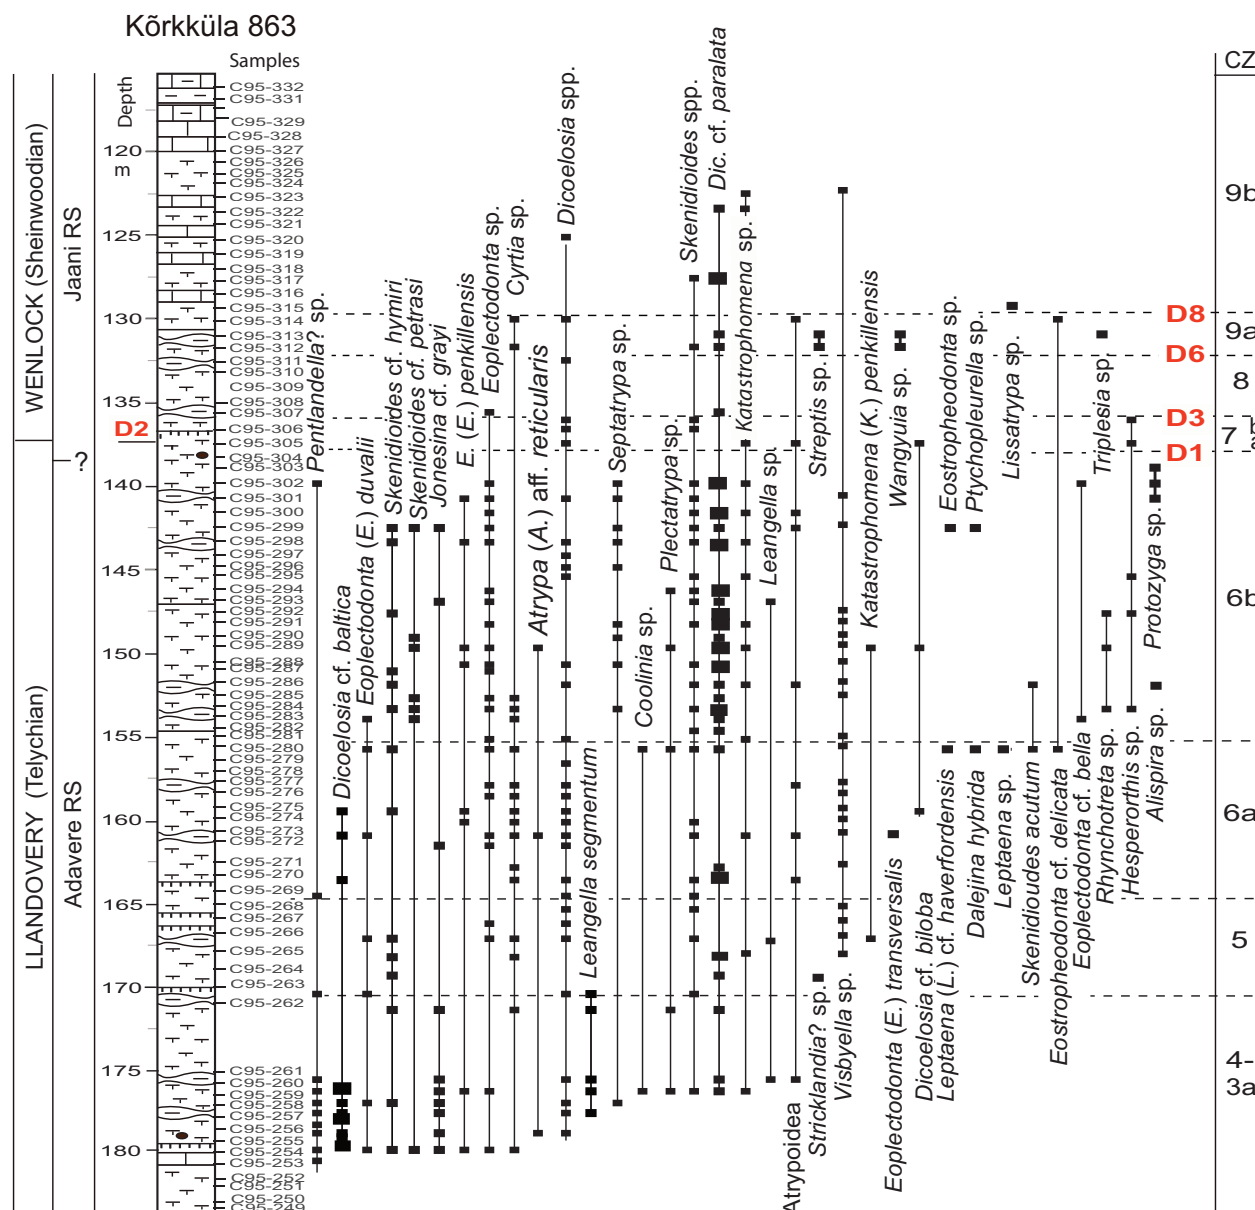 Kõrkküla 863
Samples
CZ
Depth
m
120
125
130
135
140
145
150
155
160
165
170
175
180
WENLOCK (Sheinwoodian)
LLANDOVERY (Telychian)
Jaani RS
Adavere RS
?
D2
C95-332
C95-331
C95-329
C95-328
C95-327
C95-326
C95-325
C95-324
C95-323
C95-322
C95-321
C95-320
C95-319
C95-318
C95-317
C95-316
C95-315
C95-314
C95-313
C95-312
C95-311
C95-310
C95-309
C95-308
C95-307
C95-306
C95-305
C95-304
C95-303
C95-302
C95-301
C95-300
C95-299
C95-298
C95-297
C95-296
C95-295
C95-294
C95-293
C95-292
C95-291
C95-290
C95-289
C95-288
C95-287
C95-286
C95-285
C95-284
C95-283
C95-282
C95-281
C95-280
C95-279
C95-278
C95-277
C95-276
C95-275
C95-274
C95-273
C95-272
C95-271
C95-270
C95-269
C95-268
C95-267
C95-266
C95-265
C95-264
C95-263
C95-262
C95-261
C95-260
C95-259
C95-258
C95-257
C95-256
C95-255
C95-254
C95-253
C95-252
C95-251
C95-250
C95-249
Pentlandella? sp.
Dicoelosia cf. baltica
Eoplectodonta (E.) duvalii
Skenidioides cf. hymiri
Skenidioides cf. petrasi
Jonesina cf. grayi
E. (E.) penkillensis
Eoplectodonta sp.
Cyrtia sp.
Atrypa (A.) aff. reticularis
Dicoelosia spp.
Leangella segmentum
Septatrypa sp.
Coolinia sp.
Plectatrypa sp.
Skenidioides spp.
Dic. cf. paralata
Katastrophomena sp.
Leangella sp.
Atrypoidea
Streptis sp.
Stricklandia? sp.
Visbyella sp.
Katastrophomena (K.) penkillensis
Wangyuia sp.
Eoplectodonta (E.) transversalis
Dicoelosia cf. biloba
Leptaena (L.) cf. haverfordensis
Eostropheodonta sp.
Ptychopleurella sp.
Dalejina hybrida
Leptaena sp.
Lissatrypa sp.
Skenidioudes acutum
Eostropheodonta cf. delicata
Eoplectodonta cf. bella
Rhynchotreta sp.
Triplesia sp.
Hesperorthis sp.
Protozyga sp.
Alispira sp.
D8
D6
D3
D1
9b
9a
8
7
6b
6a
5
4-
3a